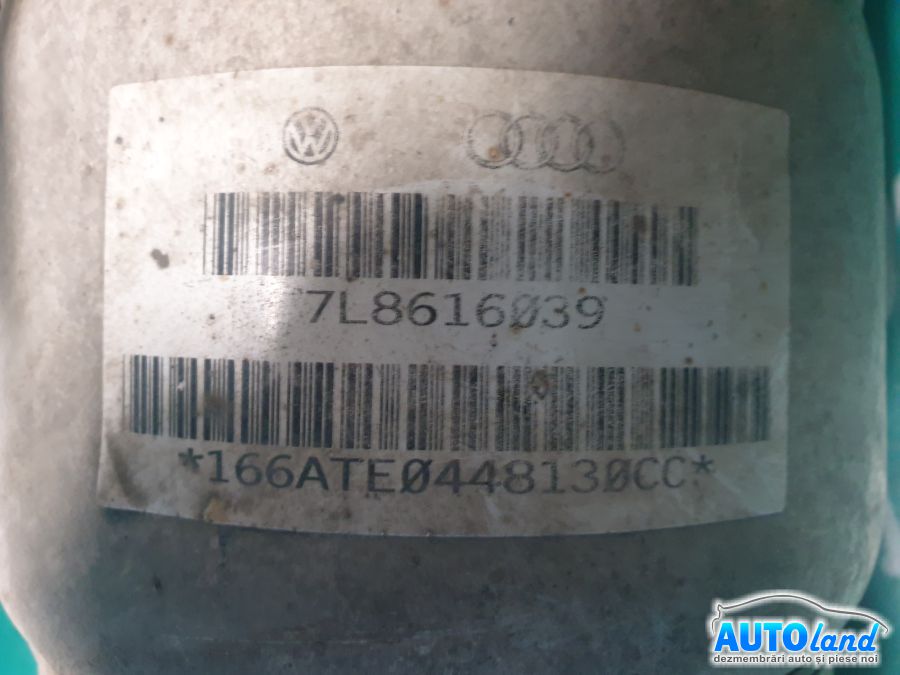 7L8616039
*166ATE0448130CC*
AUTOland
dezmembrări auto și piese noi